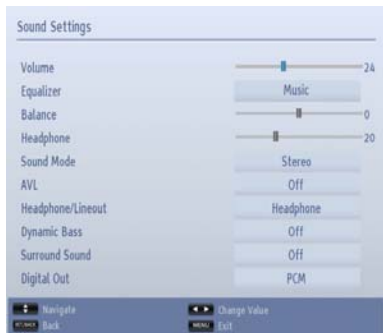 Sound Settings
Volume 24
Equalizer Music
Balance 0
Headphone 20
Sound Mode Stereo
AVL Off
Headphone/Lineout Headphone
Dynamic Bass Off
Surround Sound Off
Digital Out PCM
Navigate Change Value
Back MENU Exit